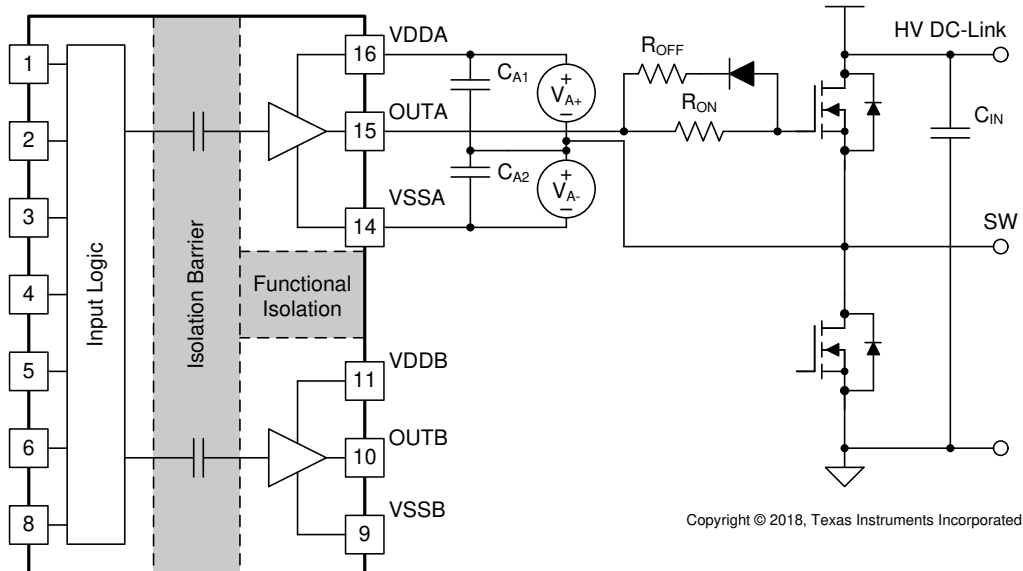 1
2
3
4
5
6
8
Input Logic
Isolation Barrier
Functional
Isolation
16
VDDA
15
OUTA
14
VSSA
11
VDDB
10
OUTB
9
VSSB
CA1
CA2
+
VA+
−
+
VA-
−
ROFF
RON
CIN
HV DC-Link
SW
Copyright © 2018, Texas Instruments Incorporated